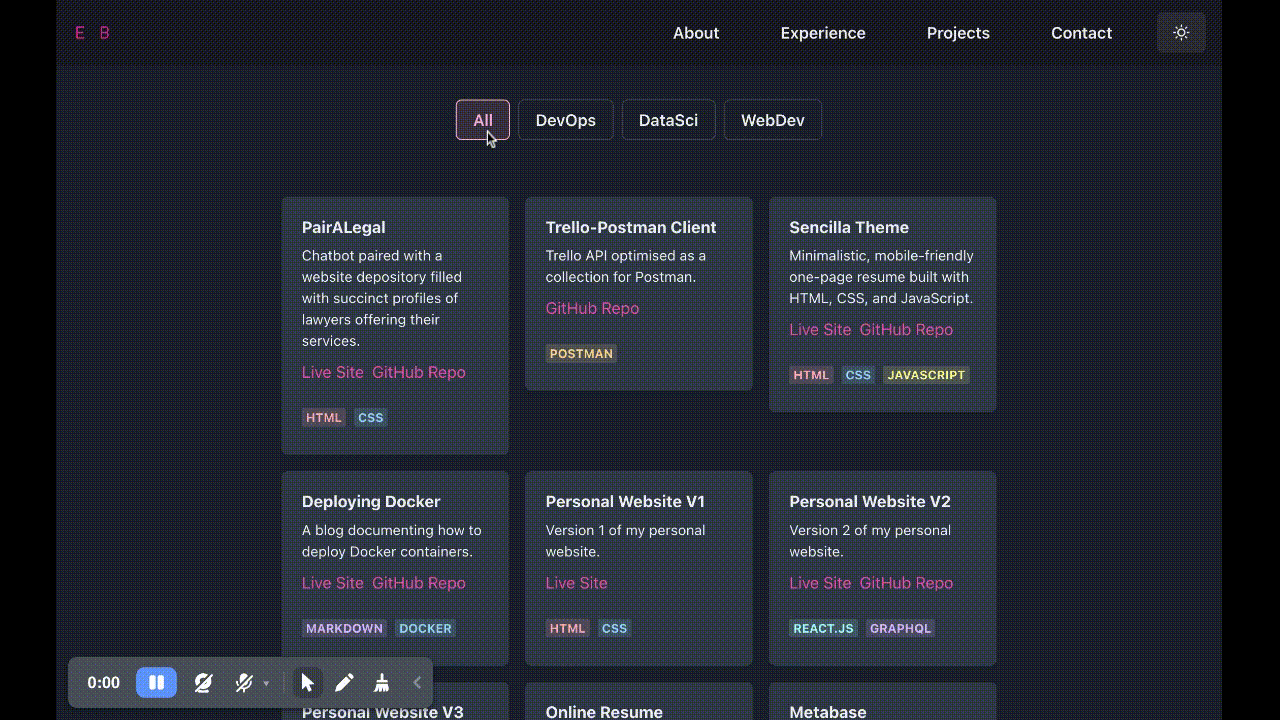 E B
About Experience Projects Contact
All DevOps DataSci WebDev
PairALegal
Chatbot paired with a
website depository filled
with succinct profiles of
lawyers offering their
services.
Live Site GitHub Repo
HTML CSS
Trello-Postman Client
Trello API optimised as a
collection for Postman.
GitHub Repo
POSTMAN
Sencilla Theme
Minimalistic, mobile-friendly
one-page resume built with
HTML, CSS, and JavaScript.
Live Site GitHub Repo
HTML CSS JAVASCRIPT
Deploying Docker
A blog documenting how to
deploy Docker containers.
Live Site GitHub Repo
MARKDOWN DOCKER
Personal Website V1
Version 1 of my personal
website.
Live Site
HTML CSS
Personal Website V2
Version 2 of my personal
website.
Live Site GitHub Repo
REACT.JS GRAPHQL
Personal Website V3
Online Resume
Metabase
0:00